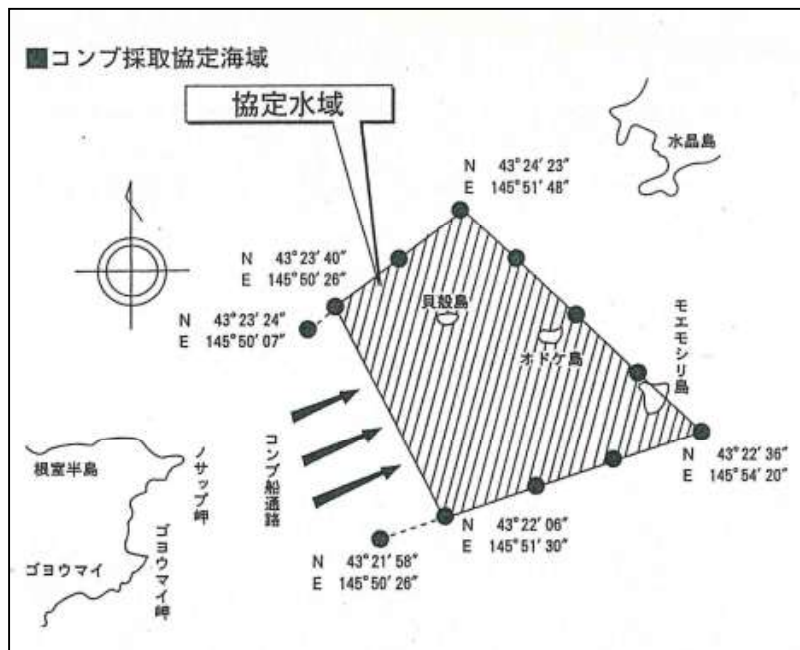 ■コンブ採取協定海域
協定水域
水晶島
N 43°24′23″
E 145°51′48″
N 43°23′40″
E 145°50′26″
N 43°23′24″
E 145°50′07″
貝殻島
オドケ島
モエモシリ島
コンブ船通路
根室半島
ノサップ岬
ゴヨウマイ
ゴヨウマイ岬
N 43°22′36″
E 145°54′20″
N 43°22′06″
E 145°51′30″
N 43°21′58″
E 145°50′26″